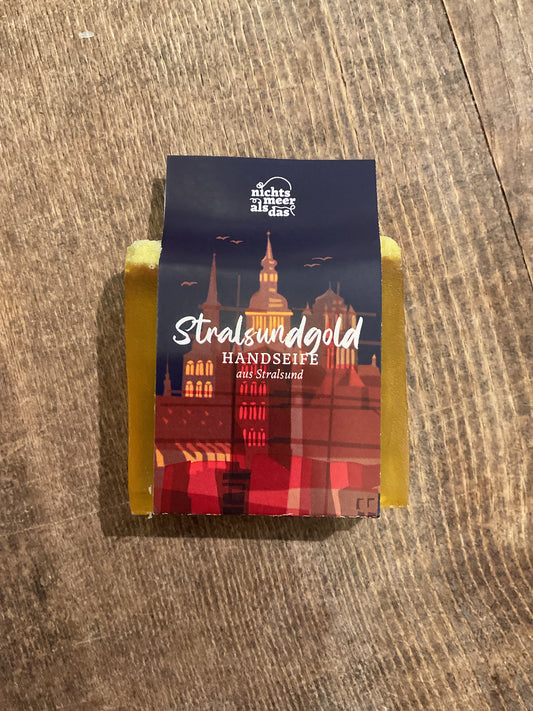 nichts
meer
als das
Stralsundgold
HANDSEIFE
aus Stralsund